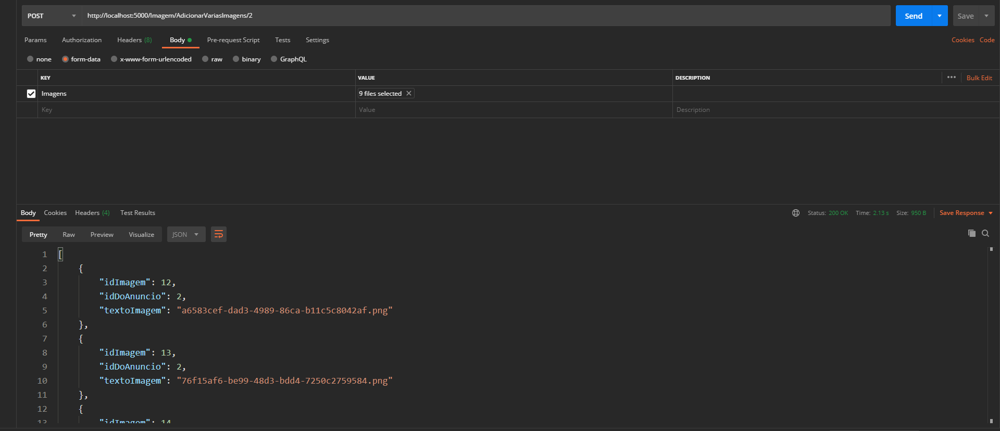 POST http://localhost:5000/Imagem/AdicionarVariasImagens/2 Send Save
Params Authorization Headers (8) Body Pre-request Script Tests Settings Cookies Code
none form-data x-www-form-urlencoded raw binary GraphQL
KEY VALUE DESCRIPTION ••• Bulk Edit
Imagens 9 files selected
Key Value Description
Body Cookies Headers (4) Test Results Status: 200 OK Time: 2.13 s Size: 950 B Save Response
Pretty Raw Preview Visualize JSON
1 [
2 {
3 "idImagem": 12,
4 "idDoAnuncio": 2,
5 "textoImagem": "a6583cef-dad3-4989-86ca-b11c5c8042af.png"
6 },
7 {
8 "idImagem": 13,
9 "idDoAnuncio": 2,
10 "textoImagem": "76f15af6-be99-48d3-bdd4-7250c2759584.png"
11 },
12 {
13 "idImagem": 14